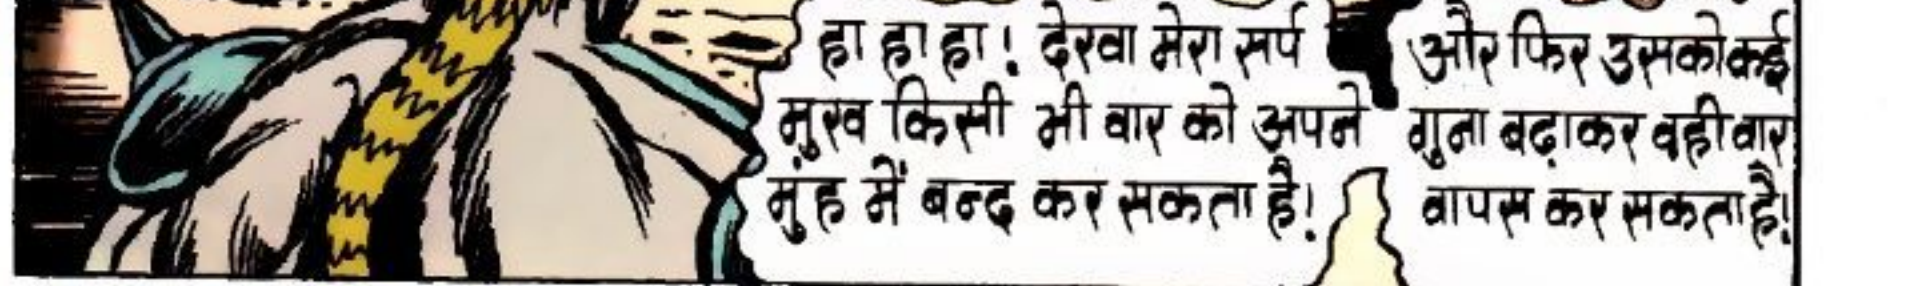 हा हा हा! देखा मेरा सर्प
मुख किसी भी वार को अपने
मुंह में बन्द कर सकता है!
और फिर उसको कई
गुना बढ़ाकर वही वार
वापस कर सकता है!